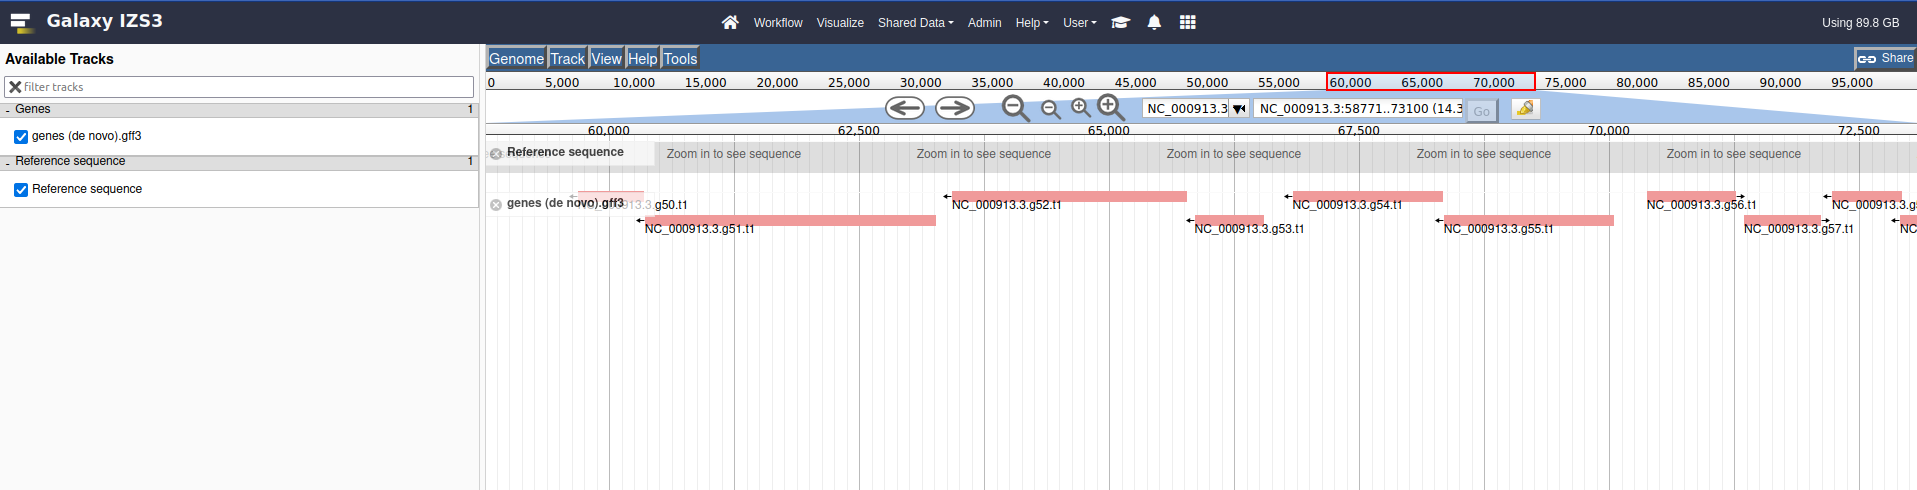 Galaxy IZS3
Workflow Visualize Shared Data Admin Help User Using 89.8 GB
Available Tracks
filter tracks
- Genes 1
genes (de novo).gff3
- Reference sequence 1
Reference sequence
Genome Track View Help Tools Share
0 5,000 10,000 15,000 20,000 25,000 30,000 35,000 40,000 45,000 50,000 55,000 60,000 65,000 70,000 75,000 80,000 85,000 90,000 95,000
NC_000913.3 NC_000913.3:58771..73100 (14.3 Go
60,000 62,500 65,000 67,500 70,000 72,500
Reference sequence Zoom in to see sequence Zoom in to see sequence Zoom in to see sequence Zoom in to see sequence Zoom in to see sequence
genes (de novo).gff3 .g50.t1 NC_000913.3.g52.t1 NC_000913.3.g54.t1 NC_000913.3.g56.t1 NC_000913.3.g
NC_000913.3.g51.t1 NC_000913.3.g53.t1 NC_000913.3.g55.t1 NC_000913.3.g57.t1 NC